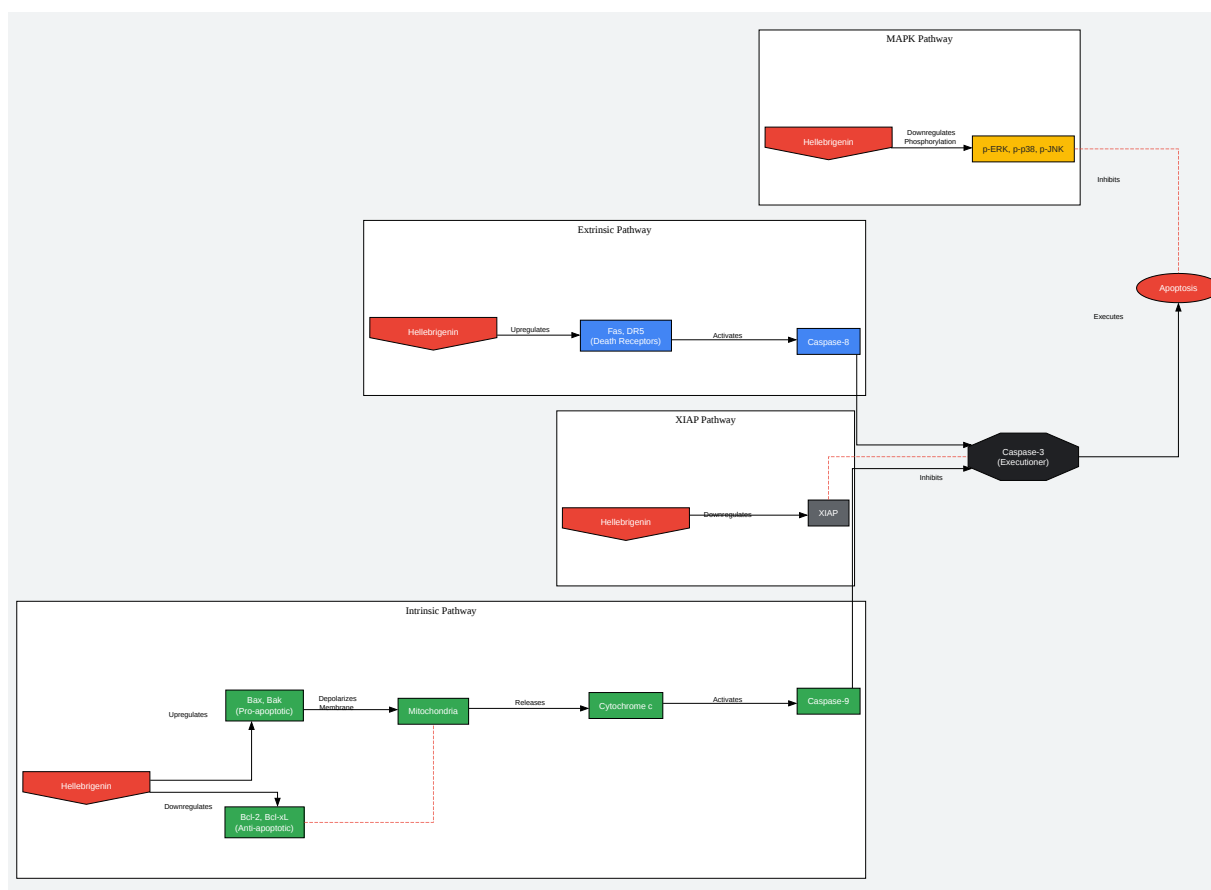 MAPK Pathway
Hellebrigenin
Downregulates
Phosphorylation
p-ERK, p-p38, p-JNK
Inhibits
Extrinsic Pathway
Hellebrigenin
Upregulates
Fas, DR5
(Death Receptors)
Activates
Caspase-8
Apoptosis
Executes
XIAP Pathway
Hellebrigenin
Downregulates
XIAP
Inhibits
Caspase-3
(Executioner)
Intrinsic Pathway
Hellebrigenin
Upregulates
Bax, Bak
(Pro-apoptotic)
Depolarizes
Membrane
Mitochondria
Releases
Cytochrome c
Activates
Caspase-9
Downregulates
Bcl-2, Bcl-xL
(Anti-apoptotic)